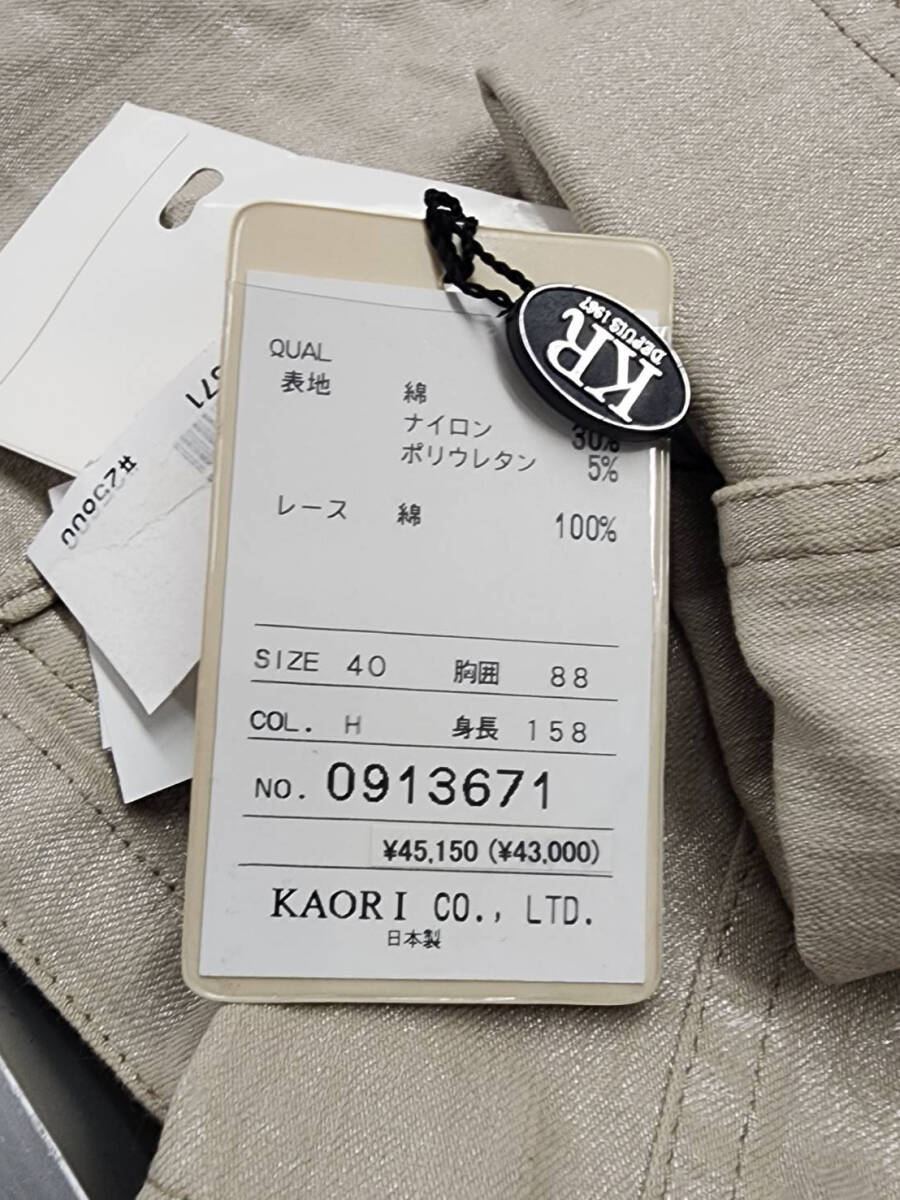 KR
DEPUIS 1967
QUAL
表地 綿
ナイロン 30%
ポリウレタン 5%
レース 綿 100%
SIZE 40 胸囲 88
COL. H 身長 158
NO. 0913671
¥45,150 (¥43,000)
KAORI CO., LTD.
日本製